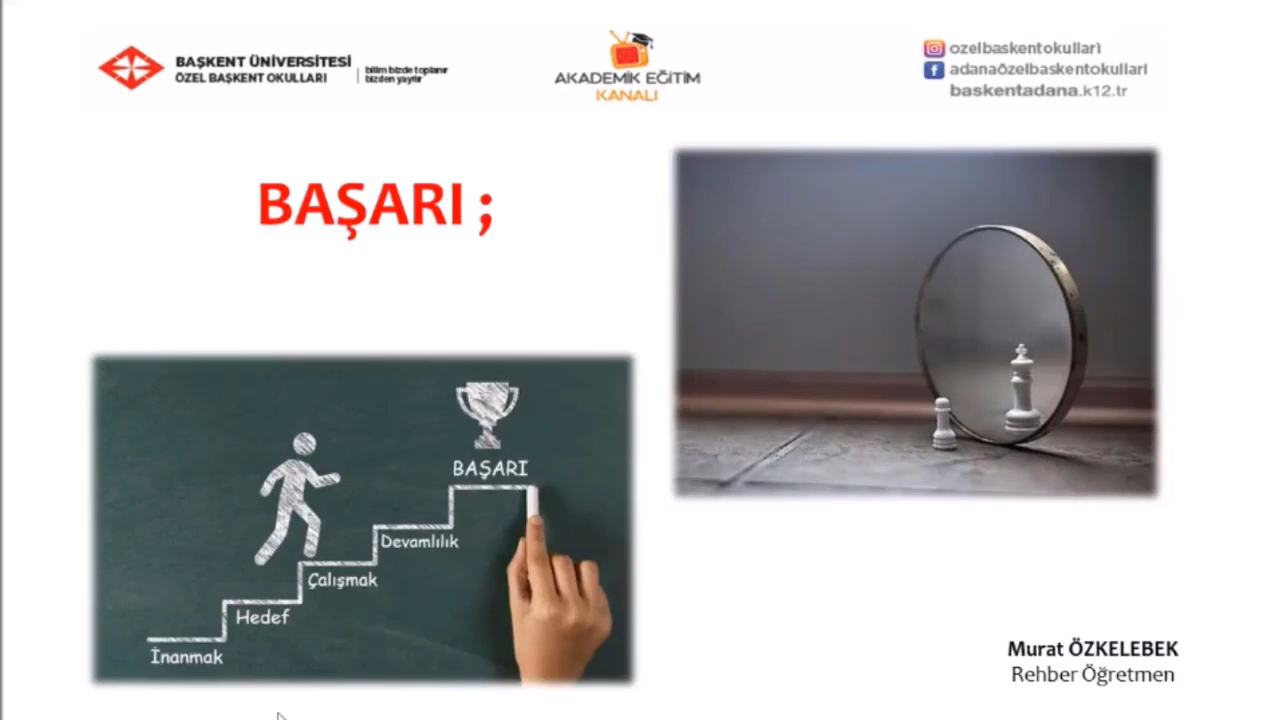 BAŞKENT ÜNİVERSİTESİ
ÖZEL BAŞKENT OKULLARI
bilim bizde toplanır
bizden yayılır
AKADEMİK EĞİTİM
KANALI
ozelbaskentokullari
adanaözelbaskentokullari
baskentadana.k12.tr
BAŞARI ;
BAŞARI
Devamlılık
Çalışmak
Hedef
İnanmak
Murat ÖZKELEBEK
Rehber Öğretmen